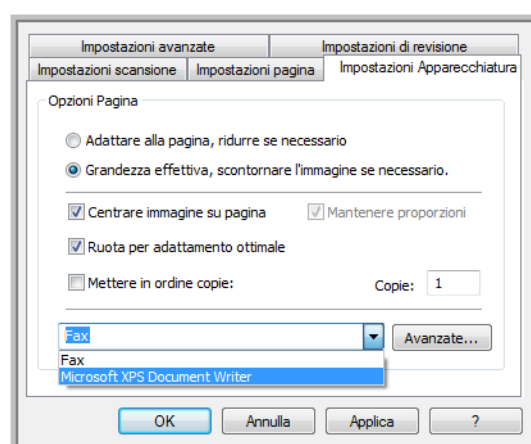 Impostazioni avanzate
Impostazioni di revisione
Impostazioni scansione
Impostazioni pagina
Impostazioni Apparecchiatura
Opzioni Pagina
Adattare alla pagina, ridurre se necessario
Grandezza effettiva, scontornare l'immagine se necessario.
Centrare immagine su pagina
Mantenere proporzioni
Ruota per adattamento ottimale
Mettere in ordine copie:
Copie: 1
Fax
Avanzate...
Fax
Microsoft XPS Document Writer
OK
Annulla
Applica
?